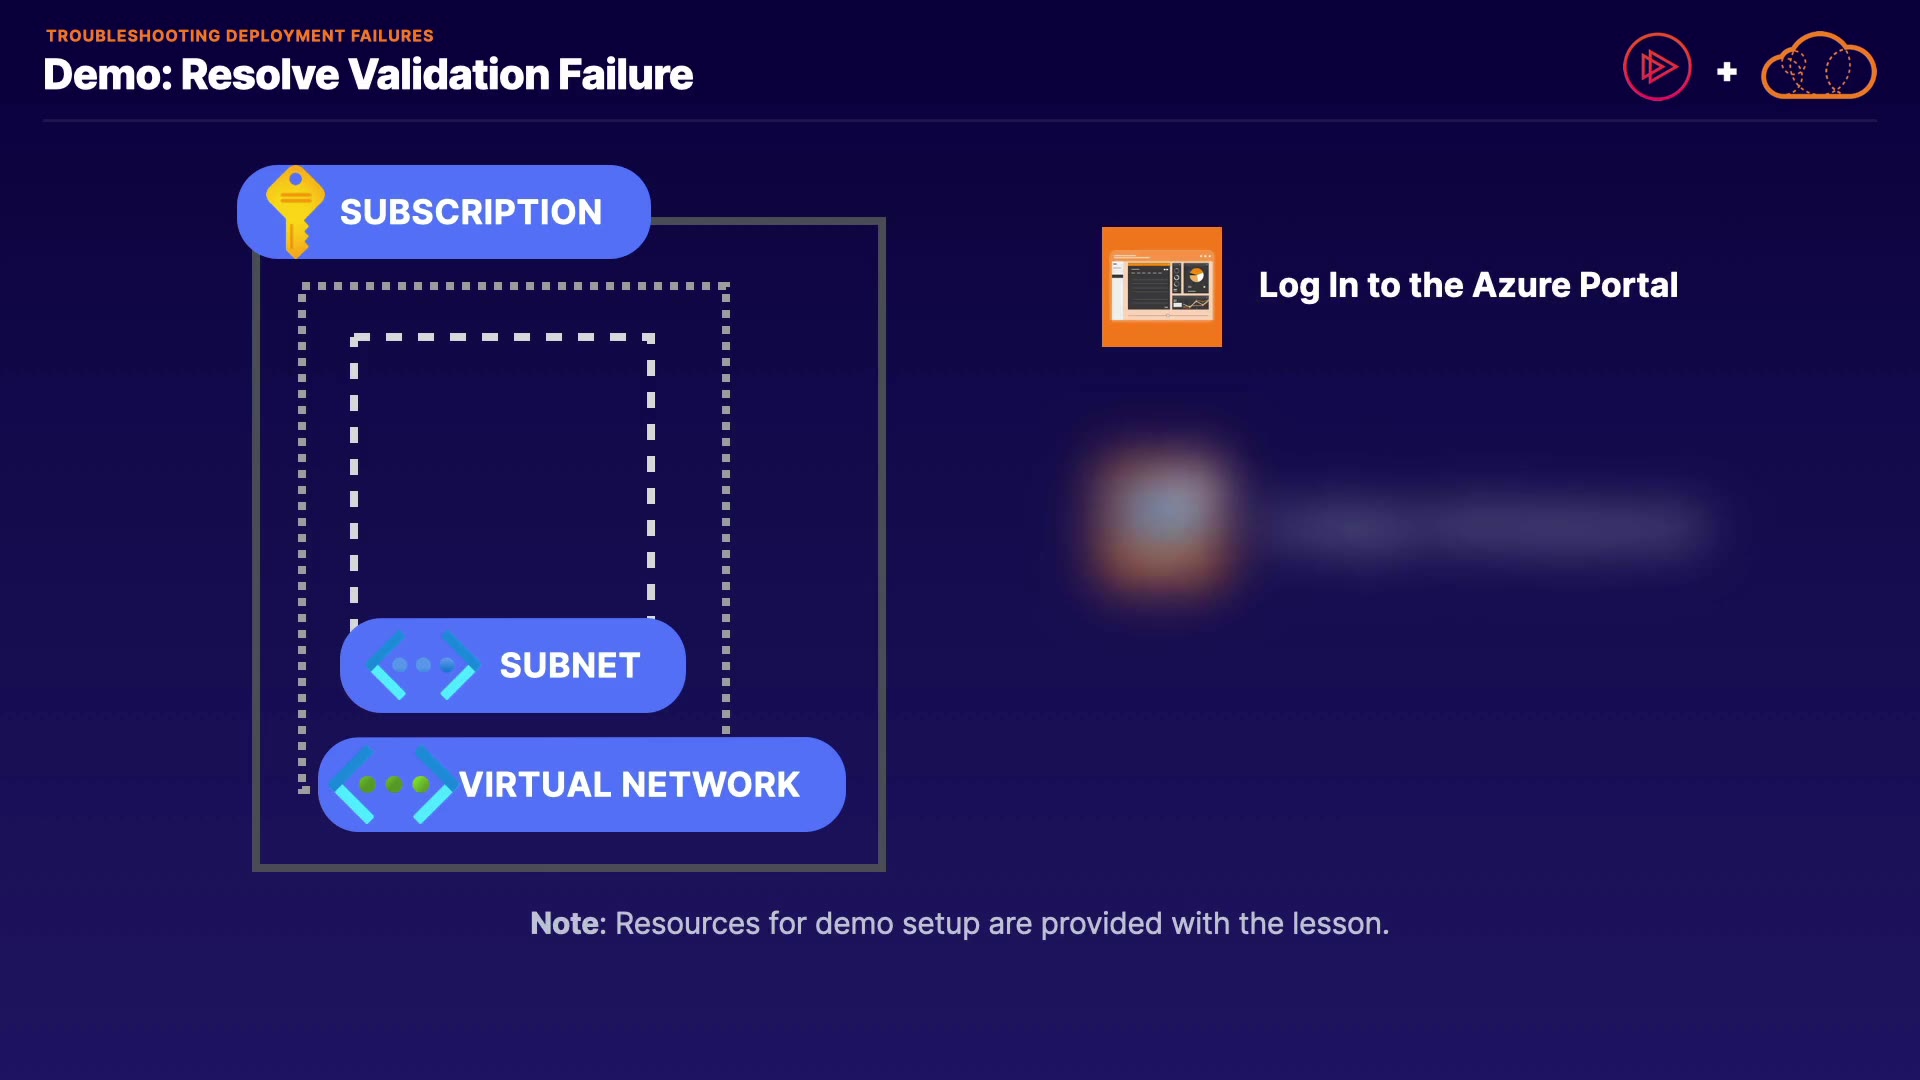 TROUBLESHOOTING DEPLOYMENT FAILURES
Demo: Resolve Validation Failure
SUBSCRIPTION
Log In to the Azure Portal
SUBNET
VIRTUAL NETWORK
Note: Resources for demo setup are provided with the lesson.